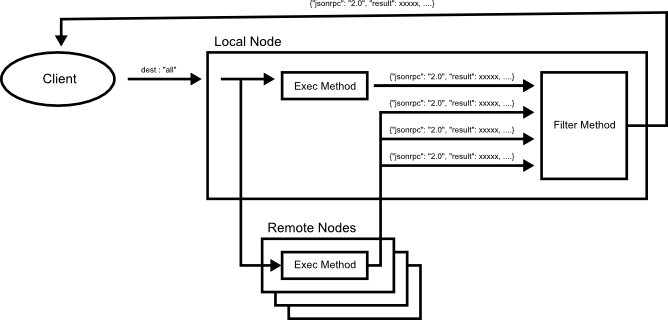 {"jsonrpc": "2.0", "result": xxxxx, ....}
Local Node
Client
dest : "all"
Exec Method
{"jsonrpc": "2.0", "result": xxxxx, ....}
{"jsonrpc": "2.0", "result": xxxxx, ....}
{"jsonrpc": "2.0", "result": xxxxx, ....}
{"jsonrpc": "2.0", "result": xxxxx, ....}
Filter Method
Remote Nodes
Exec Method